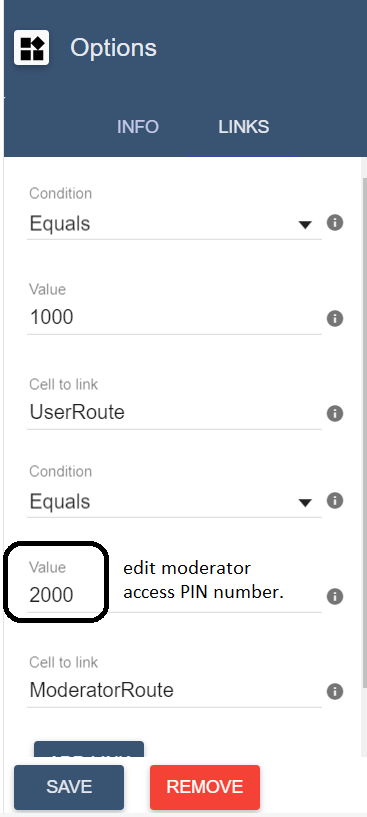 Options
INFO LINKS
Condition
Equals
Value
1000
Cell to link
UserRoute
Condition
Equals
Value
2000
edit moderator
access PIN number.
Cell to link
ModeratorRoute
SAVE REMOVE